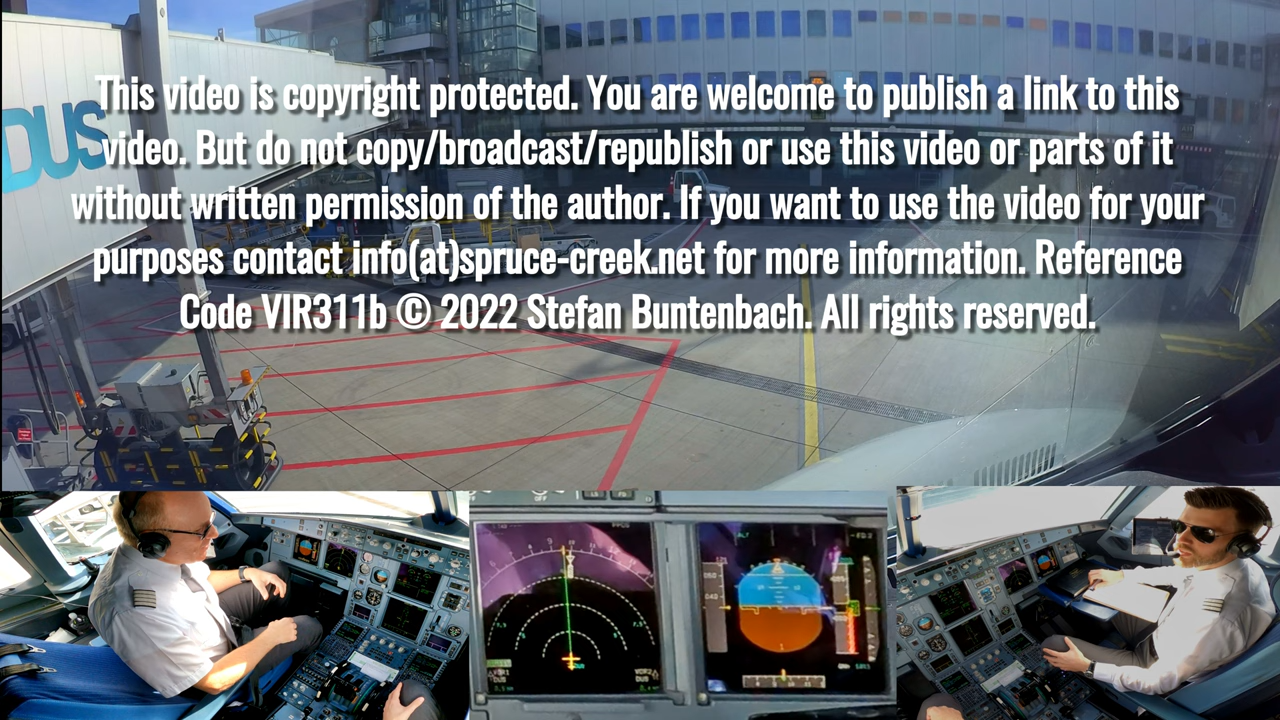 This video is copyright protected. You are welcome to publish a link to this
video. But do not copy/broadcast/republish or use this video or parts of it
without written permission of the author. If you want to use the video for your
purposes contact info(at)spruce-creek.net for more information. Reference
Code VIR311b © 2022 Stefan Buntenbach. All rights reserved.
DUS
OFF